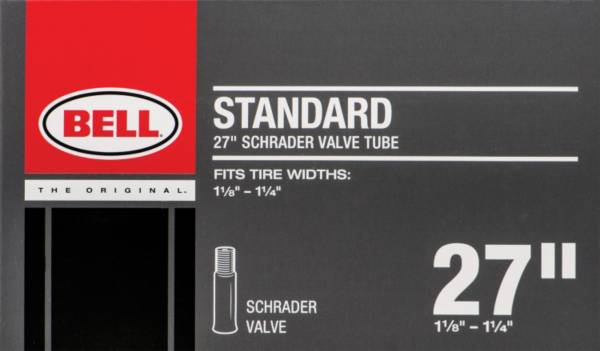 BELL
THE ORIGINAL.
STANDARD
27" SCHRADER VALVE TUBE
FITS TIRE WIDTHS:
1⅛" – 1¼"
SCHRADER
VALVE
27"
1⅛" – 1¼"